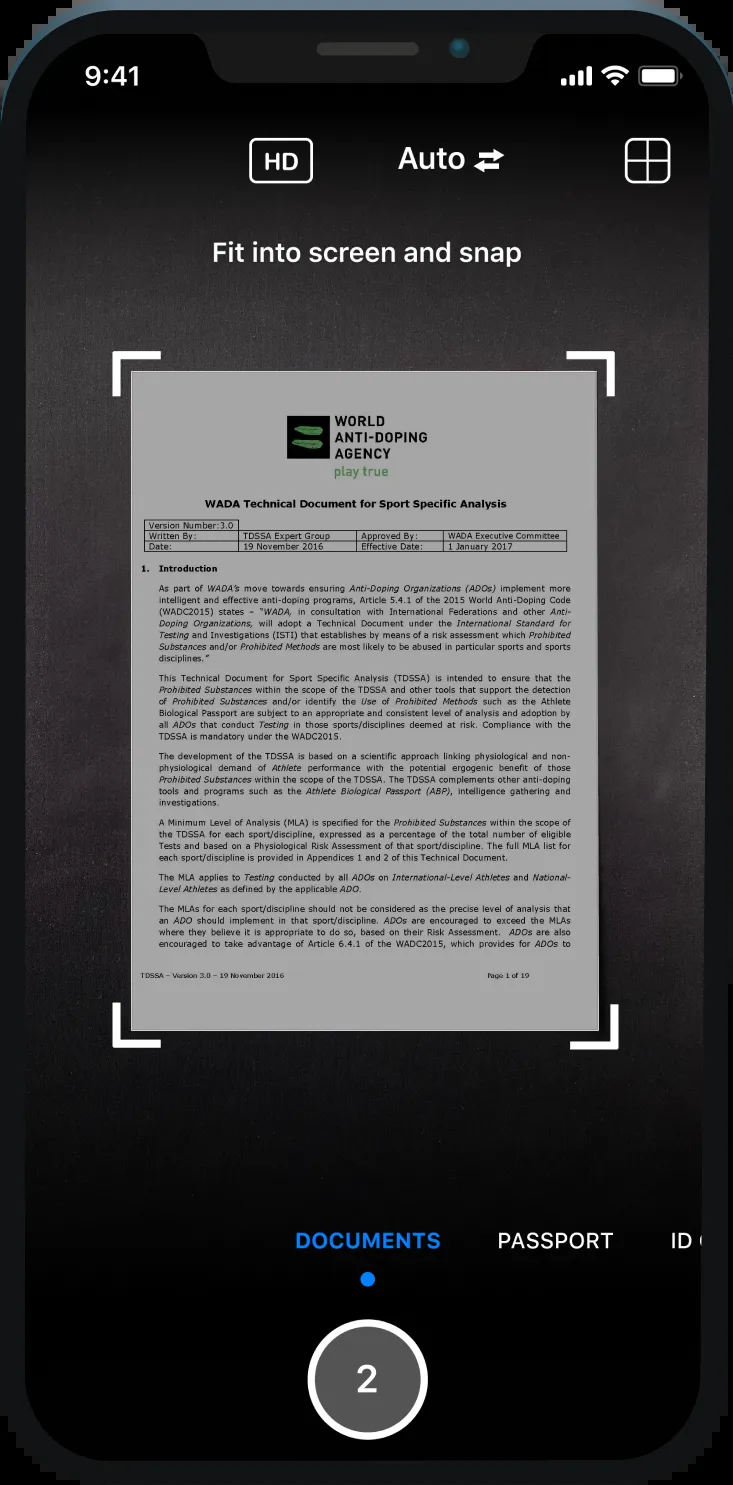 9:41
HD
Auto
Fit into screen and snap
WORLD
ANTI-DOPING
AGENCY
play true
WADA Technical Document for Sport Specific Analysis
Version Number:3.0
Written By: TDSSA Expert Group Approved By: WADA Executive Committee
Date: 19 November 2016 Effective Date: 1 January 2017
1. Introduction
As part of WADA's move towards ensuring Anti-Doping Organizations (ADOs) implement more
intelligent and effective anti-doping programs, Article 5.4.1 of the 2015 World Anti-Doping Code
(WADC2015) states – "WADA, in consultation with International Federations and other Anti-
Doping Organizations, will adopt a Technical Document under the International Standard for
Testing and Investigations (ISTI) that establishes by means of a risk assessment which Prohibited
Substances and/or Prohibited Methods are most likely to be abused in particular sports and sports
disciplines."
This Technical Document for Sport Specific Analysis (TDSSA) is intended to ensure that the
Prohibited Substances within the scope of the TDSSA and other tools that support the detection
of Prohibited Substances and/or identify the Use of Prohibited Methods such as the Athlete
Biological Passport are subject to an appropriate and consistent level of analysis and adoption by
all ADOs that conduct Testing in those sports/disciplines deemed at risk. Compliance with the
TDSSA is mandatory under the WADC2015.
The development of the TDSSA is based on a scientific approach linking physiological and non-
physiological demand of Athlete performance with the potential ergogenic benefit of those
Prohibited Substances within the scope of the TDSSA. The TDSSA complements other anti-doping
tools and programs such as the Athlete Biological Passport (ABP), intelligence gathering and
investigations.
A Minimum Level of Analysis (MLA) is specified for the Prohibited Substances within the scope of
the TDSSA for each sport/discipline, expressed as a percentage of the total number of eligible
Tests and based on a Physiological Risk Assessment of that sport/discipline. The full MLA list for
each sport/discipline is provided in Appendices 1 and 2 of this Technical Document.
The MLA applies to Testing conducted by all ADOs on International-Level Athletes and National-
Level Athletes as defined by the applicable ADO.
The MLAs for each sport/discipline should not be considered as the precise level of analysis that
an ADO should implement in that sport/discipline. ADOs are encouraged to exceed the MLAs
where they believe it is appropriate to do so, based on their Risk Assessment. ADOs are also
encouraged to take advantage of Article 6.4.1 of the WADC2015, which provides for ADOs to
TDSSA – Version 3.0 – 19 November 2016 Page 1 of 19
DOCUMENTS PASSPORT ID
2